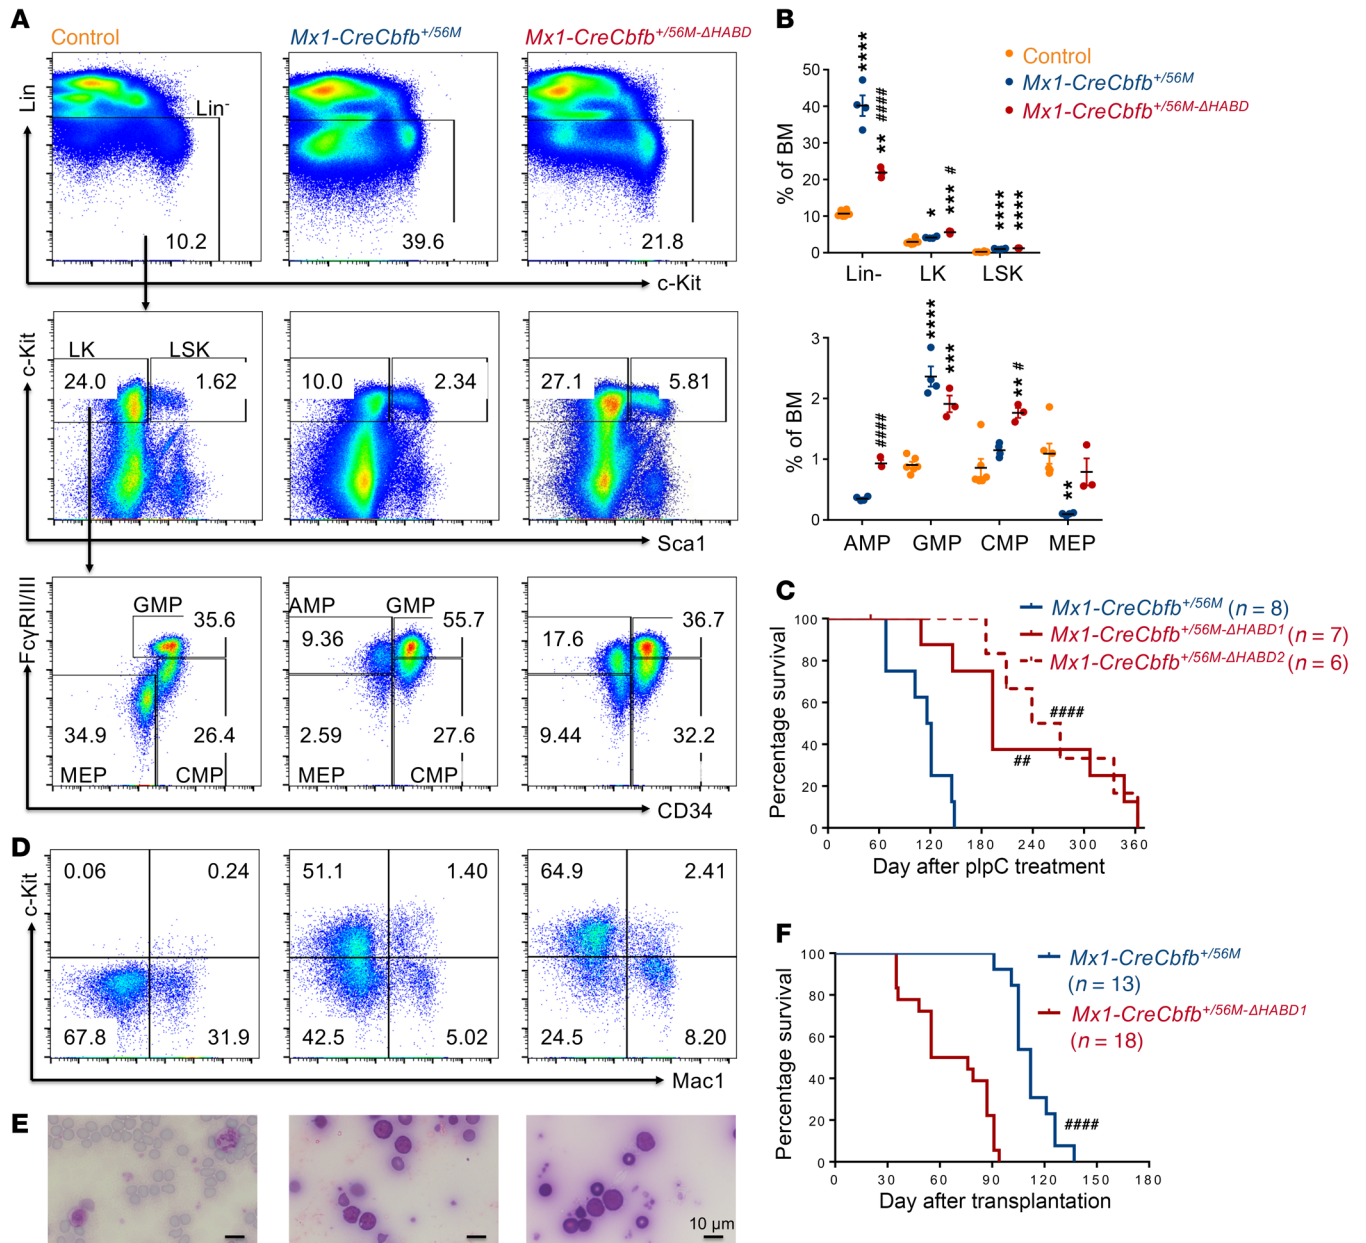 A
Control
Mx1-CreCbfb+/56M
Mx1-CreCbfb+/56M-ΔHABD
Lin
Lin-
10.2
39.6
21.8
c-Kit
c-Kit
LK
LSK
24.0
1.62
10.0
2.34
27.1
5.81
Sca1
FcγRII/III
GMP
35.6
34.9
26.4
MEP
CMP
AMP
GMP
9.36
55.7
2.59
27.6
MEP
CMP
17.6
36.7
9.44
32.2
CD34
B
Control
Mx1-CreCbfb+/56M
Mx1-CreCbfb+/56M-ΔHABD
% of BM
50
40
30
20
10
0
****
** ####
*
*** #
****
****
Lin-
LK
LSK
% of BM
3
2
1
0
####
****
***
** #
**
AMP
GMP
CMP
MEP
C
Mx1-CreCbfb+/56M (n = 8)
Mx1-CreCbfb+/56M-ΔHABD1 (n = 7)
Mx1-CreCbfb+/56M-ΔHABD2 (n = 6)
Percentage survival
100
80
60
40
20
0
####
##
0 60 120 180 240 300 360
Day after pIpC treatment
D
c-Kit
0.06
0.24
67.8
31.9
51.1
1.40
42.5
5.02
64.9
2.41
24.5
8.20
Mac1
E
10 μm
F
Mx1-CreCbfb+/56M
(n = 13)
Mx1-CreCbfb+/56M-ΔHABD1
(n = 18)
Percentage survival
100
80
60
40
20
0
####
0 30 60 90 120 150 180
Day after transplantation